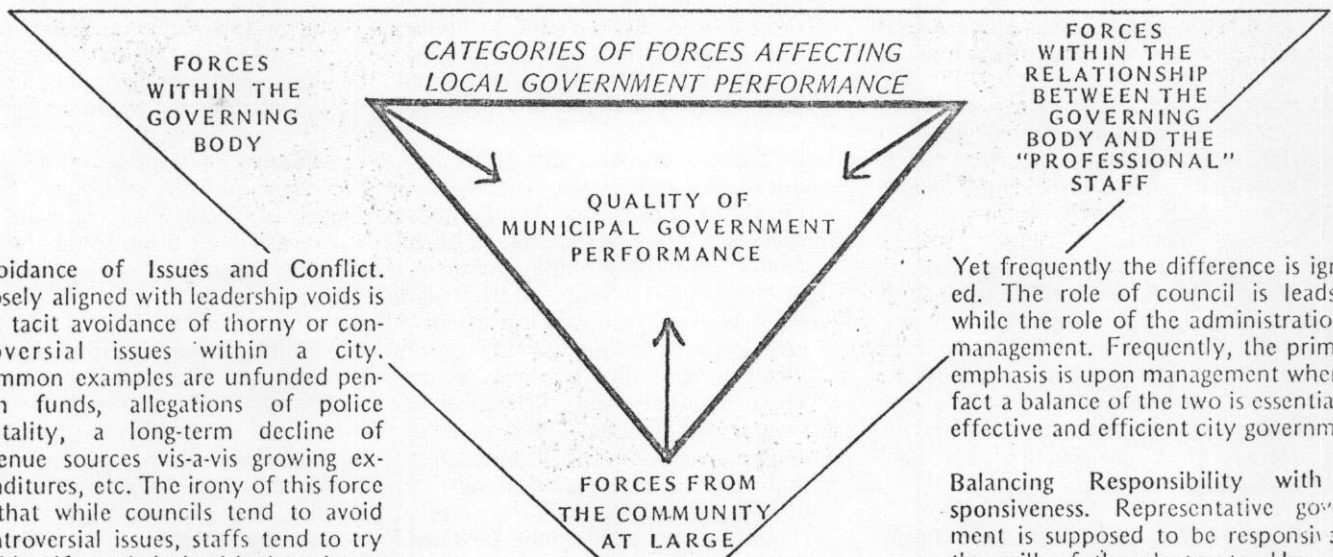 CATEGORIES OF FORCES AFFECTING
LOCAL GOVERNMENT PERFORMANCE
FORCES
WITHIN THE
GOVERNING
BODY
FORCES
WITHIN THE
RELATIONSHIP
BETWEEN THE
GOVERNING
BODY AND THE
"PROFESSIONAL"
STAFF
QUALITY OF
MUNICIPAL GOVERNMENT
PERFORMANCE
FORCES FROM
THE COMMUNITY
AT LARGE
oidance of Issues and Conflict.
osely aligned with leadership voids is
tacit avoidance of thorny or con-
oversial issues within a city.
ommon examples are unfunded pen-
funds, allegations of police
tality, a long-term decline of
enue sources vis-a-vis growing ex-
nditures, etc. The irony of this force
that while councils tend to avoid
ntroversial issues, staffs tend to try
Yet frequently the difference is ign
ed. The role of council is leads
while the role of the administratio
management. Frequently, the prim
emphasis is upon management when
fact a balance of the two is essentia
effective and efficient city governm
Balancing Responsibility with
sponsiveness. Representative gov
ment is supposed to be responsiv